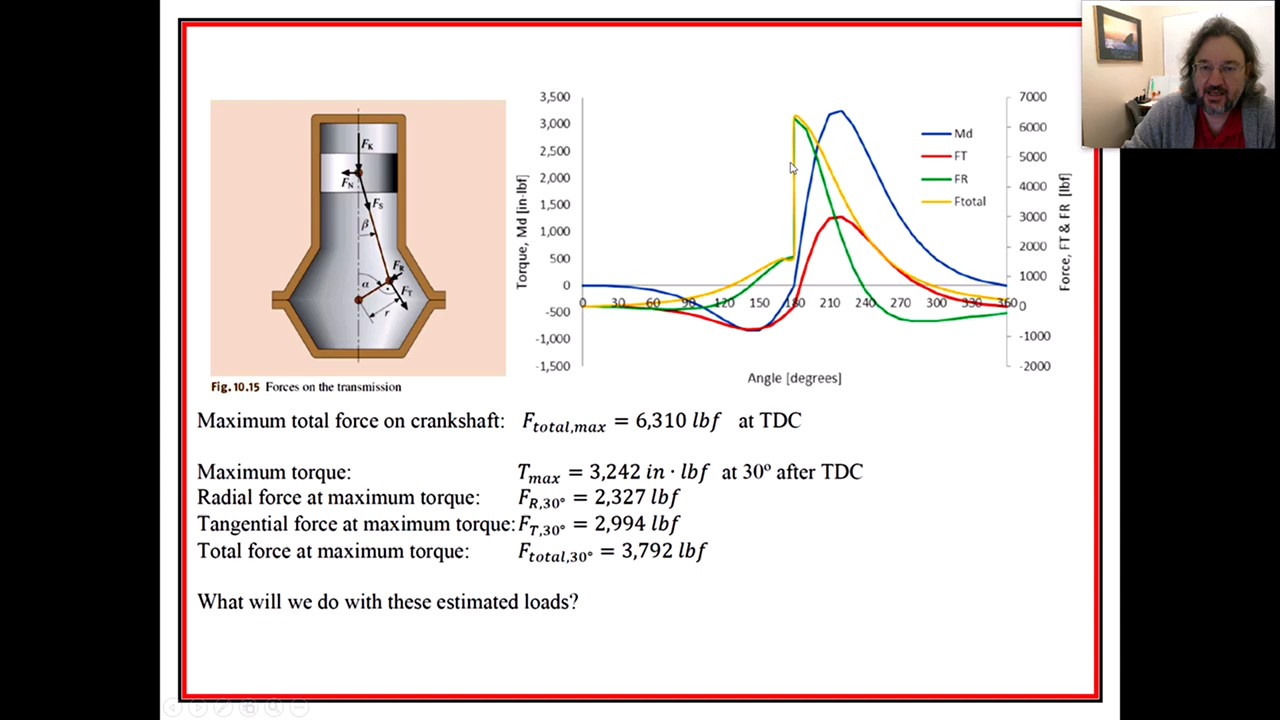 3,500
3,000
2,500
2,000
1,500
1,000
500
0
-500
-1,000
-1,500
Torque, Md [in·lbf]
0 30 60 90 120 150 180 210 240 270 300 330 360
Angle [degrees]
7000
6000
5000
4000
3000
2000
1000
0
-1000
-2000
Force, FT & FR [lbf]
Md
FT
FR
Ftotal
F_K
F_N
F_S
β
F_R
α
F_T
r
Fig. 10.15 Forces on the transmission
Maximum total force on crankshaft: F_total,max = 6,310 lbf at TDC
Maximum torque: T_max = 3,242 in · lbf at 30º after TDC
Radial force at maximum torque: F_R,30° = 2,327 lbf
Tangential force at maximum torque: F_T,30° = 2,994 lbf
Total force at maximum torque: F_total,30° = 3,792 lbf
What will we do with these estimated loads?